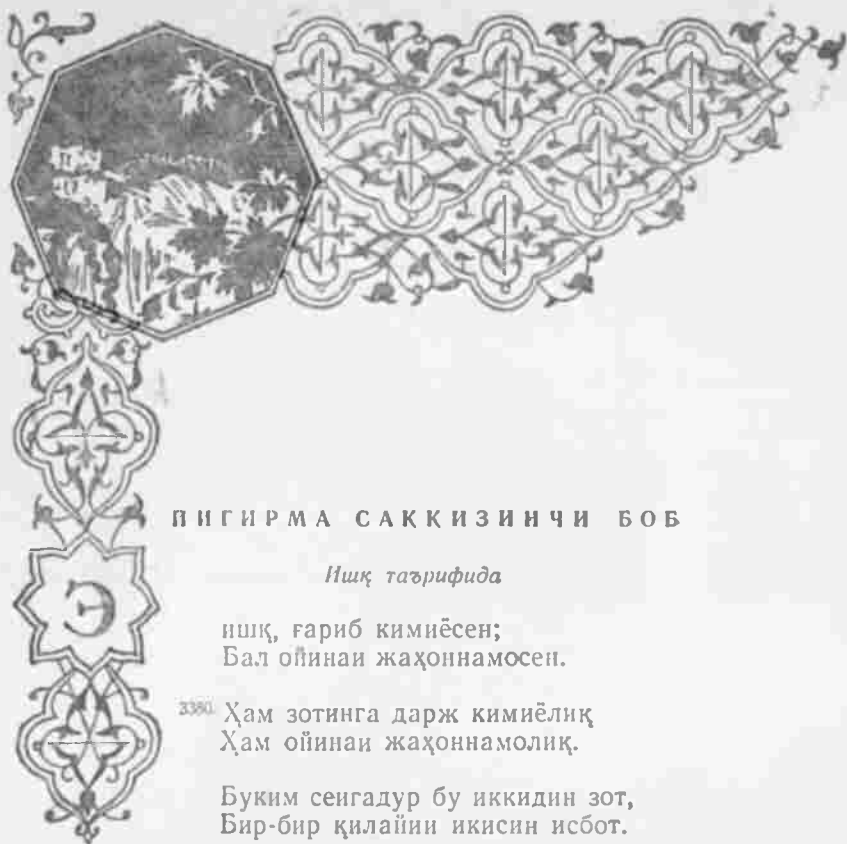 ЙИГИРМА САККИЗИНЧИ БОБ
Ишқ таърифида
Э
ишқ, ғариб кимиёсен;
Бал ойинаи жаҳоннамосен.
3380 Ҳам зотингга дарж кимиёлиқ
Ҳам ойинаи жаҳоннамолиқ.
Буким сенгадур бу иккидин зот,
Бир-бир қилайин икисин исбот.